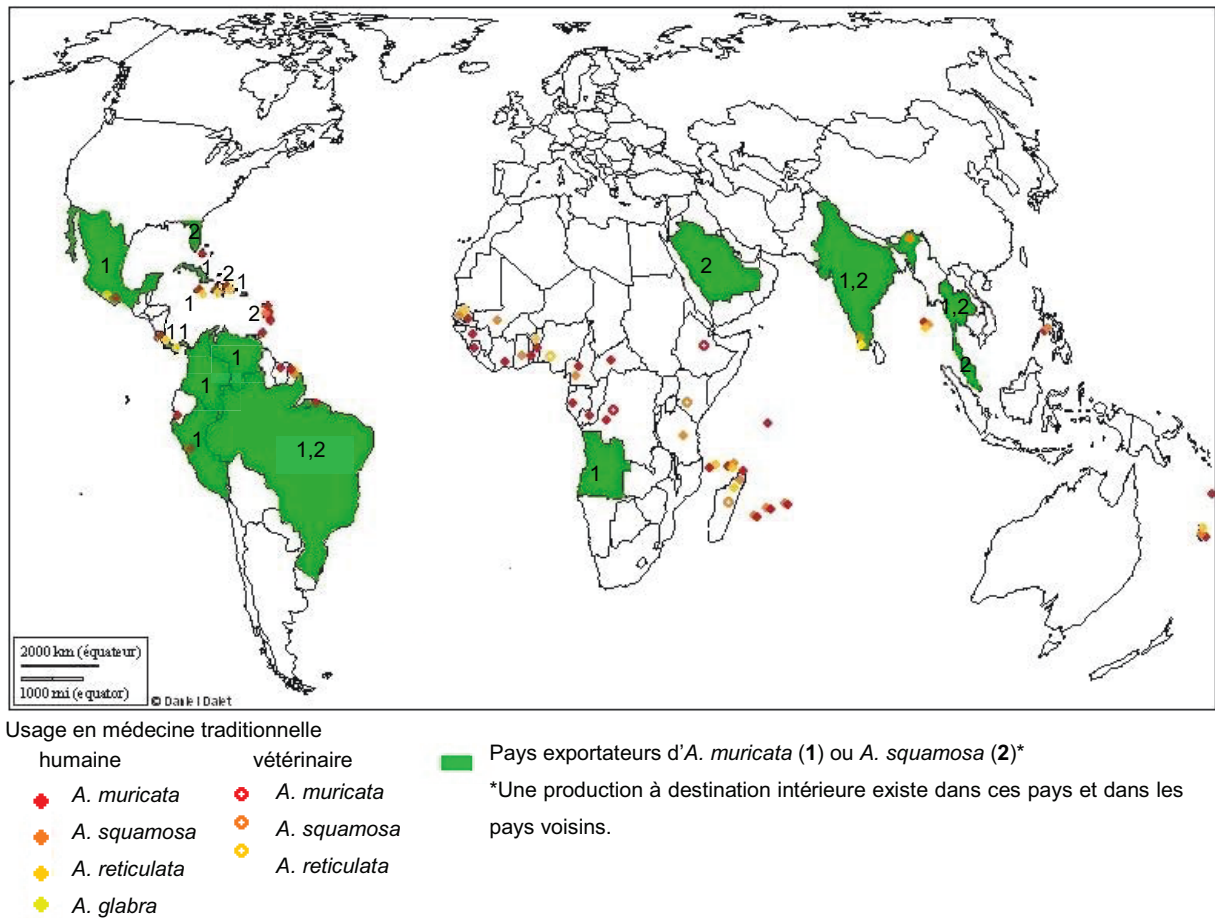 2
1
1
2
1
1
2
11
1
1
1
1,2
1
2
1,2
1,2
2
2000 km (équateur)
1000 mi (equator)
© Daniel Dalet
Usage en médecine traditionnelle
humaine
vétérinaire
A. muricata
A. squamosa
A. reticulata
A. glabra
A. muricata
A. squamosa
A. reticulata
Pays exportateurs d'A. muricata (1) ou A. squamosa (2)*
*Une production à destination intérieure existe dans ces pays et dans les
pays voisins.